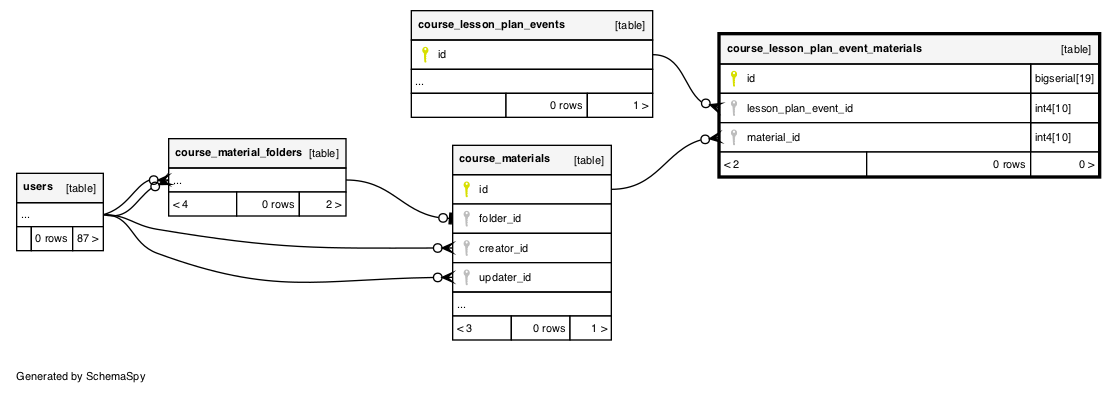 course_lesson_plan_events [table]
id
...
0 rows 1 >
course_lesson_plan_event_materials [table]
id bigserial[19]
lesson_plan_event_id int4[10]
material_id int4[10]
< 2 0 rows 0 >
course_material_folders [table]
...
< 4 0 rows 2 >
course_materials [table]
id
folder_id
creator_id
updater_id
...
< 3 0 rows 1 >
users [table]
...
0 rows 87 >
Generated by SchemaSpy